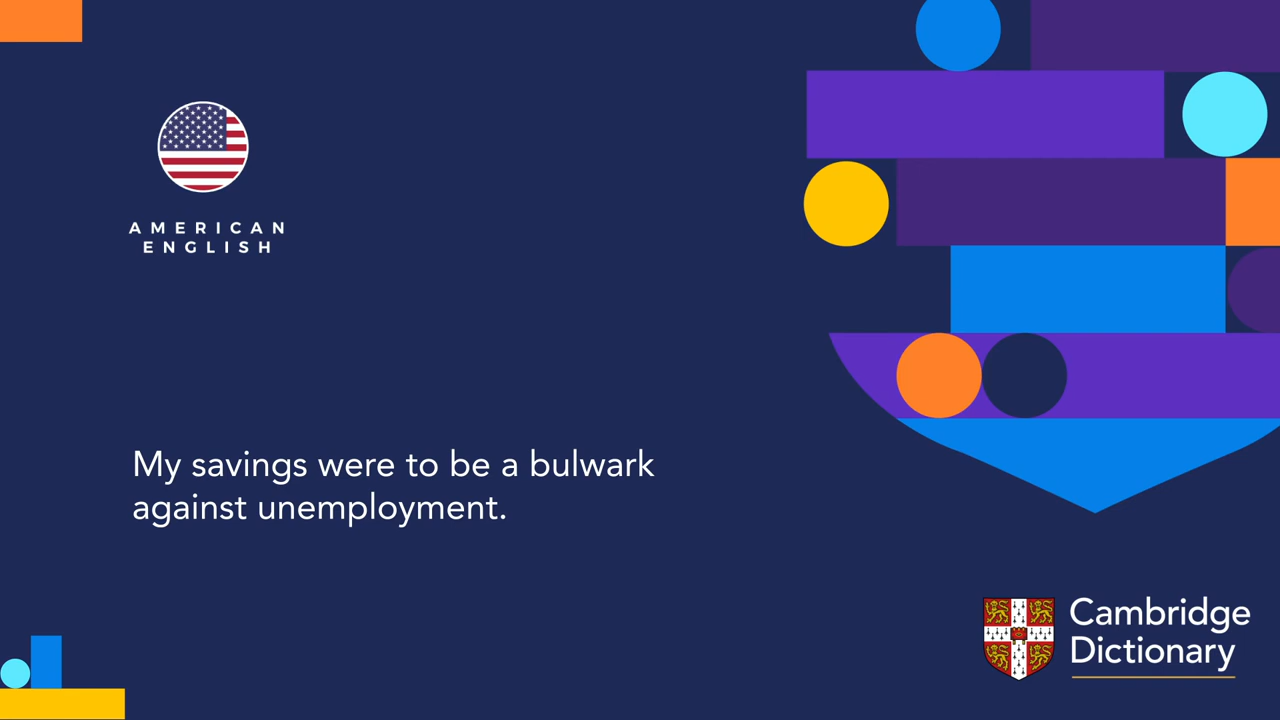 AMERICAN
ENGLISH
My savings were to be a bulwark
against unemployment.
Cambridge
Dictionary